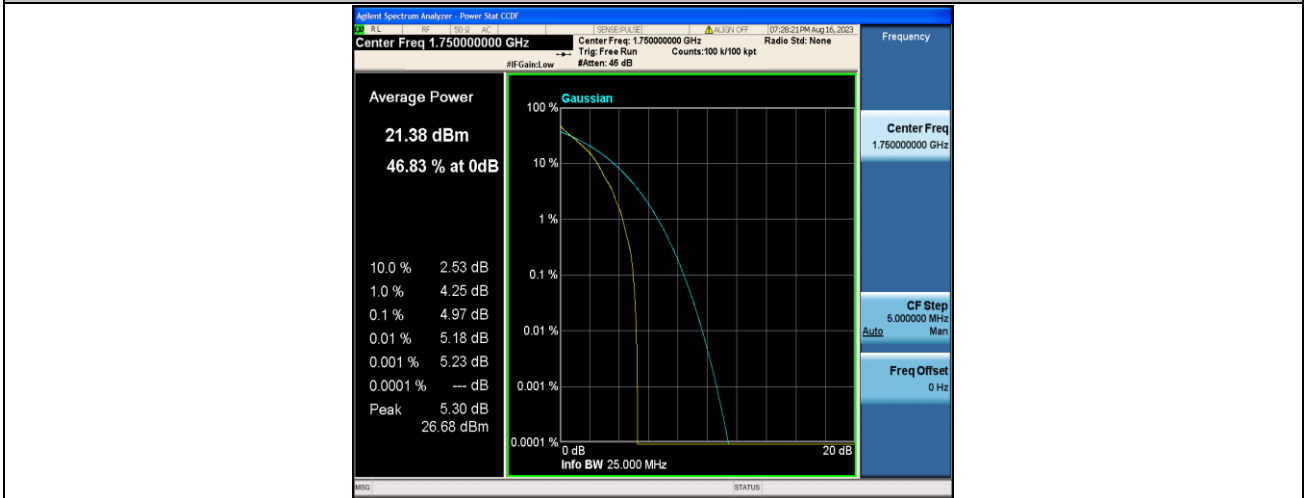 Agilent Spectrum Analyzer - Power Stat CCDF
RL RF 50 Ω AC SENSE:PULSE ALIGN OFF 07:28:21 PM Aug 16, 2023
Center Freq 1.750000000 GHz
Center Freq: 1.750000000 GHz Radio Std: None
Trig: Free Run Counts:100 k/100 kpt
#IFGain:Low #Atten: 46 dB
Frequency
Average Power
21.38 dBm
46.83 % at 0dB
10.0 % 2.53 dB
1.0 % 4.25 dB
0.1 % 4.97 dB
0.01 % 5.18 dB
0.001 % 5.23 dB
0.0001 % --- dB
Peak 5.30 dB
26.68 dBm
Gaussian
100 %
10 %
1 %
0.1 %
0.01 %
0.001 %
0.0001 %
0 dB 20 dB
Info BW 25.000 MHz
Center Freq
1.750000000 GHz
CF Step
5.000000 MHz
Auto Man
Freq Offset
0 Hz
MSG STATUS